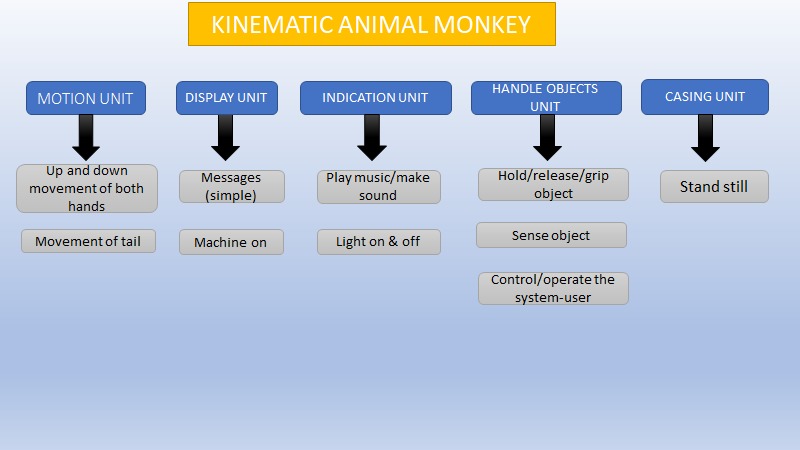 KINEMATIC ANIMAL MONKEY
MOTION UNIT
Up and down
movement of both
hands
Movement of tail
DISPLAY UNIT
Messages
(simple)
Machine on
INDICATION UNIT
Play music/make
sound
Light on & off
HANDLE OBJECTS
UNIT
Hold/release/grip
object
Sense object
Control/operate the
system-user
CASING UNIT
Stand still